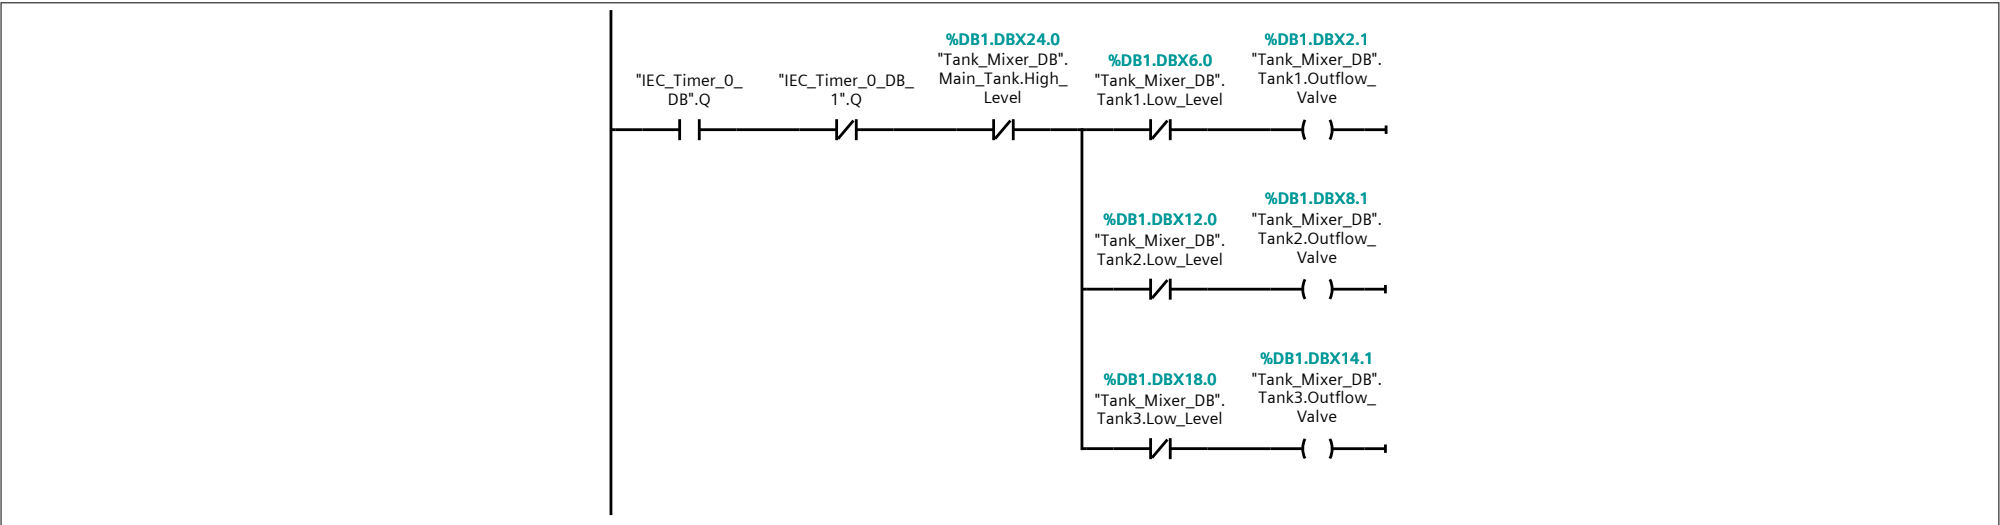 "IEC_Timer_0_
DB".Q
"IEC_Timer_0_DB_
1".Q
%DB1.DBX24.0
"Tank_Mixer_DB".
Main_Tank.High_
Level
%DB1.DBX6.0
"Tank_Mixer_DB".
Tank1.Low_Level
%DB1.DBX2.1
"Tank_Mixer_DB".
Tank1.Outflow_
Valve
%DB1.DBX12.0
"Tank_Mixer_DB".
Tank2.Low_Level
%DB1.DBX8.1
"Tank_Mixer_DB".
Tank2.Outflow_
Valve
%DB1.DBX18.0
"Tank_Mixer_DB".
Tank3.Low_Level
%DB1.DBX14.1
"Tank_Mixer_DB".
Tank3.Outflow_
Valve